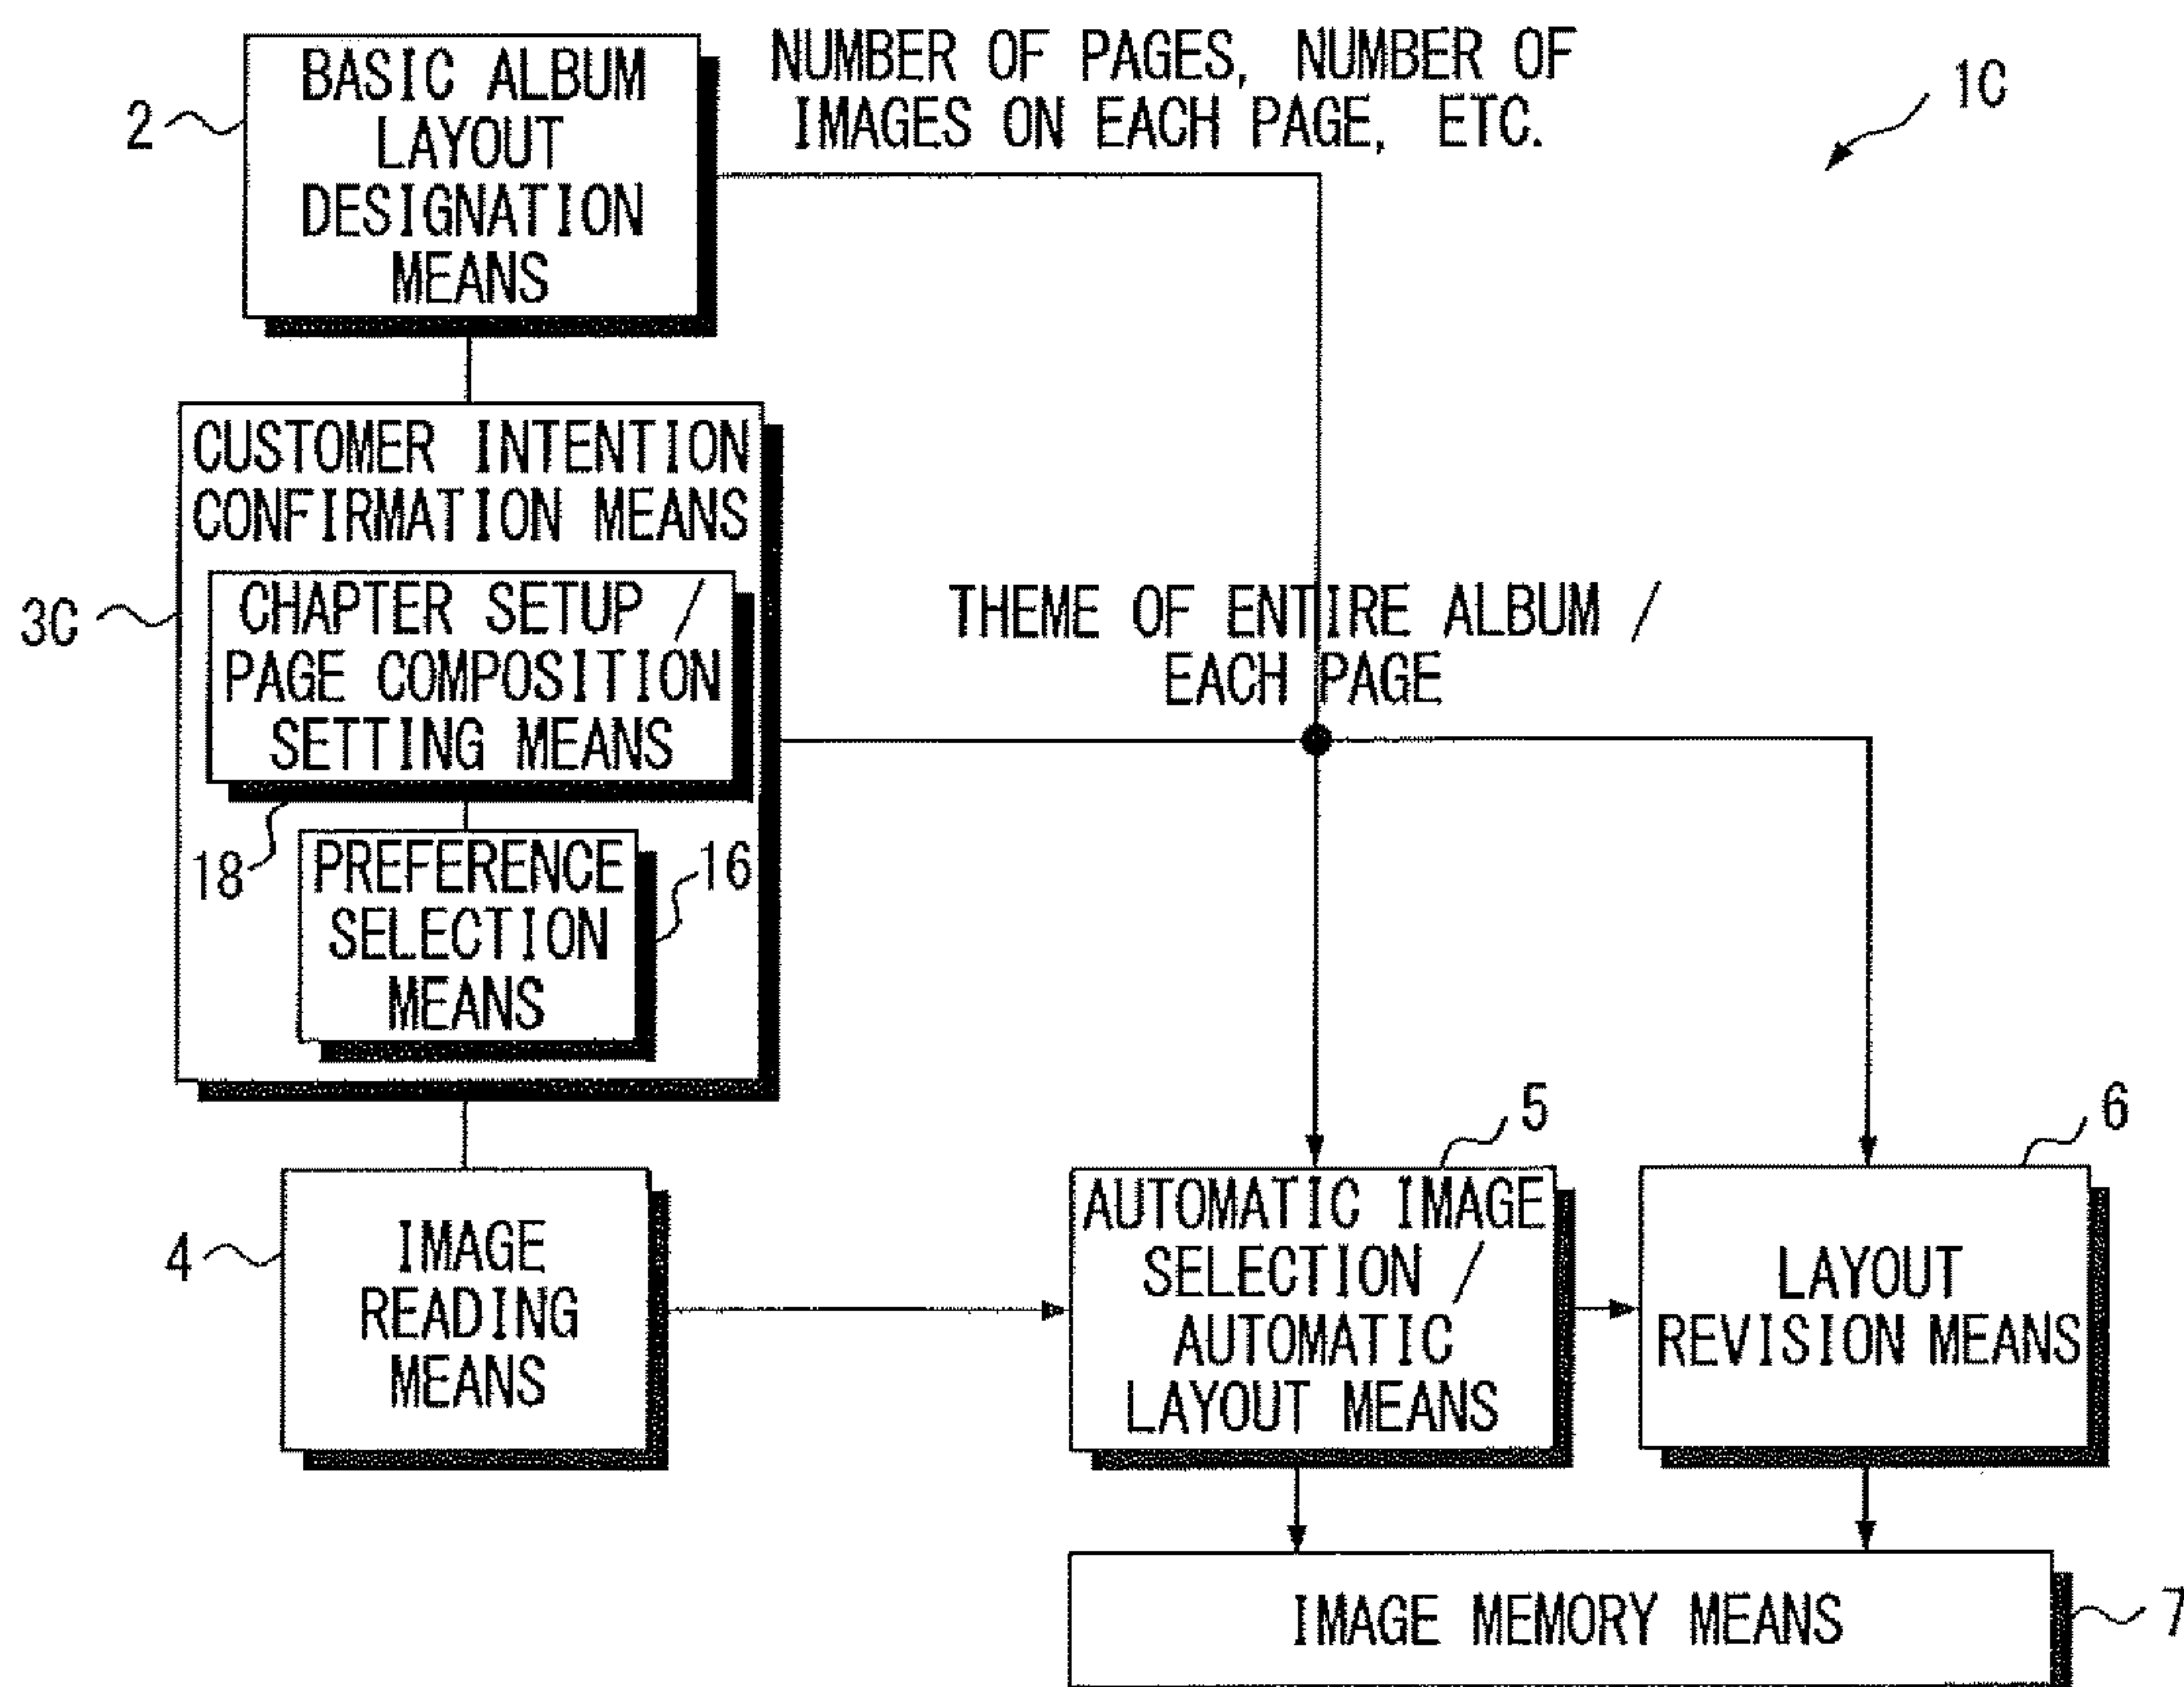 BASIC ALBUM
LAYOUT
DESIGNATION
MEANS
2
NUMBER OF PAGES, NUMBER OF
IMAGES ON EACH PAGE, ETC.
1C
CUSTOMER INTENTION
CONFIRMATION MEANS
3C
CHAPTER SETUP /
PAGE COMPOSITION
SETTING MEANS
18
PREFERENCE
SELECTION
MEANS
16
THEME OF ENTIRE ALBUM /
EACH PAGE
4
IMAGE
READING
MEANS
5
AUTOMATIC IMAGE
SELECTION /
AUTOMATIC
LAYOUT MEANS
6
LAYOUT
REVISION MEANS
IMAGE MEMORY MEANS
7